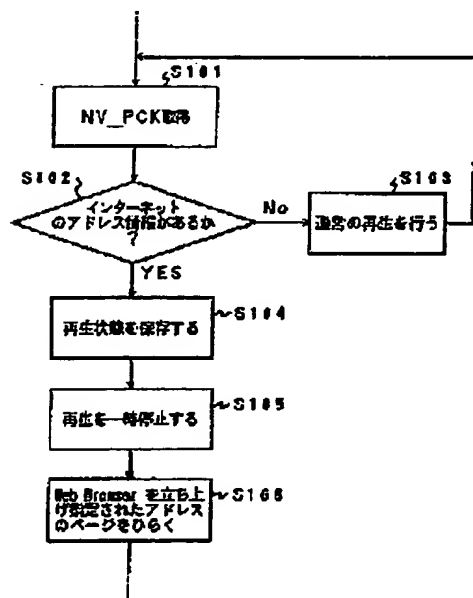 S101
NV_PCK取得
S102
インターネット
のアドレス情報があるか
?
No
S103
通常の再生を行う
YES
S104
再生状態を保存する
S105
再生を一時停止する
S106
Web Browser を立ち上
げ指定されたアドレス
のページをひらく